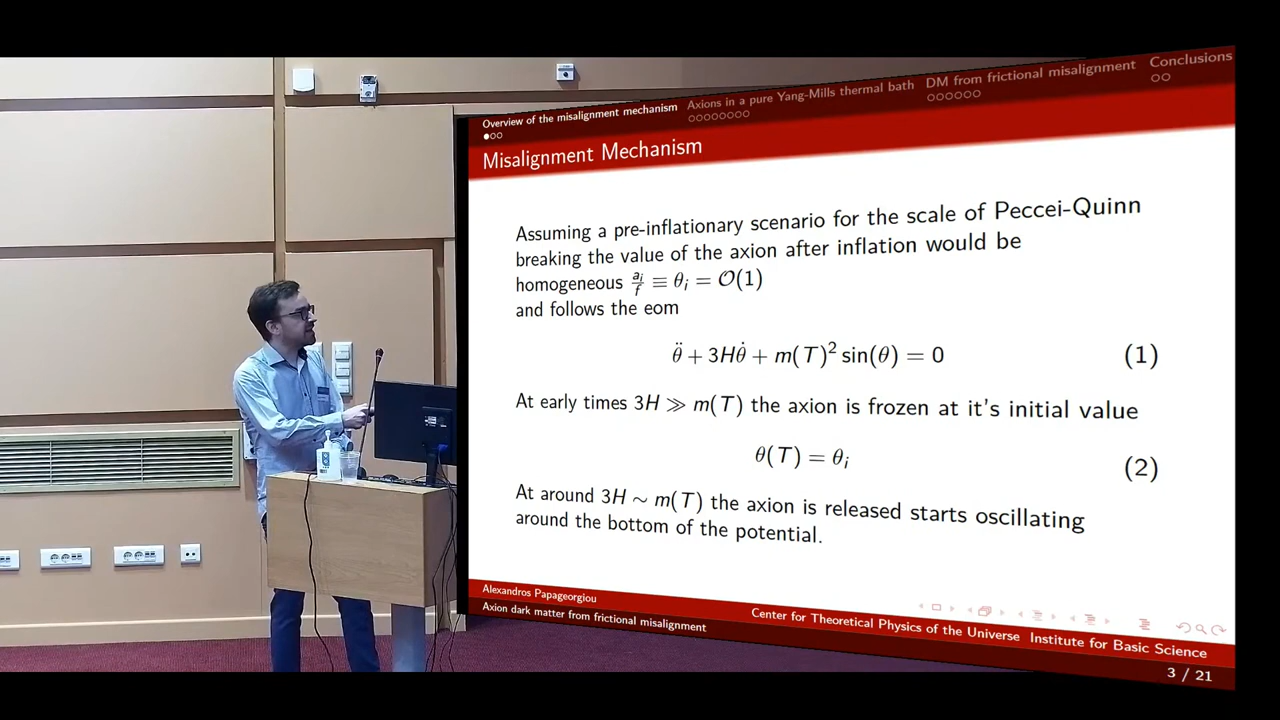 Overview of the misalignment mechanism Axions in a pure Yang-Mills thermal bath DM from frictional misalignment Conclusions
Misalignment Mechanism
Assuming a pre-inflationary scenario for the scale of Peccei-Quinn
breaking the value of the axion after inflation would be
homogeneous a_i/f ≡ θ_i = O(1)
and follows the eom
θ̈ + 3Hθ̇ + m(T)² sin(θ) = 0 (1)
At early times 3H ≫ m(T) the axion is frozen at it's initial value
θ(T) = θ_i (2)
At around 3H ∼ m(T) the axion is released starts oscillating
around the bottom of the potential.
Alexandros Papageorgiou Center for Theoretical Physics of the Universe Institute for Basic Science
Axion dark matter from frictional misalignment 3 / 21